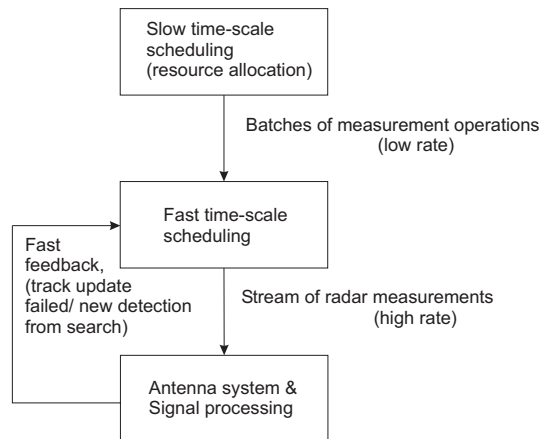 Slow time-scale
scheduling
(resource allocation)
Batches of measurement operations
(low rate)
Fast time-scale
scheduling
Fast
feedback,
(track update
failed/ new detection
from search)
Stream of radar measurements
(high rate)
Antenna system &
Signal processing